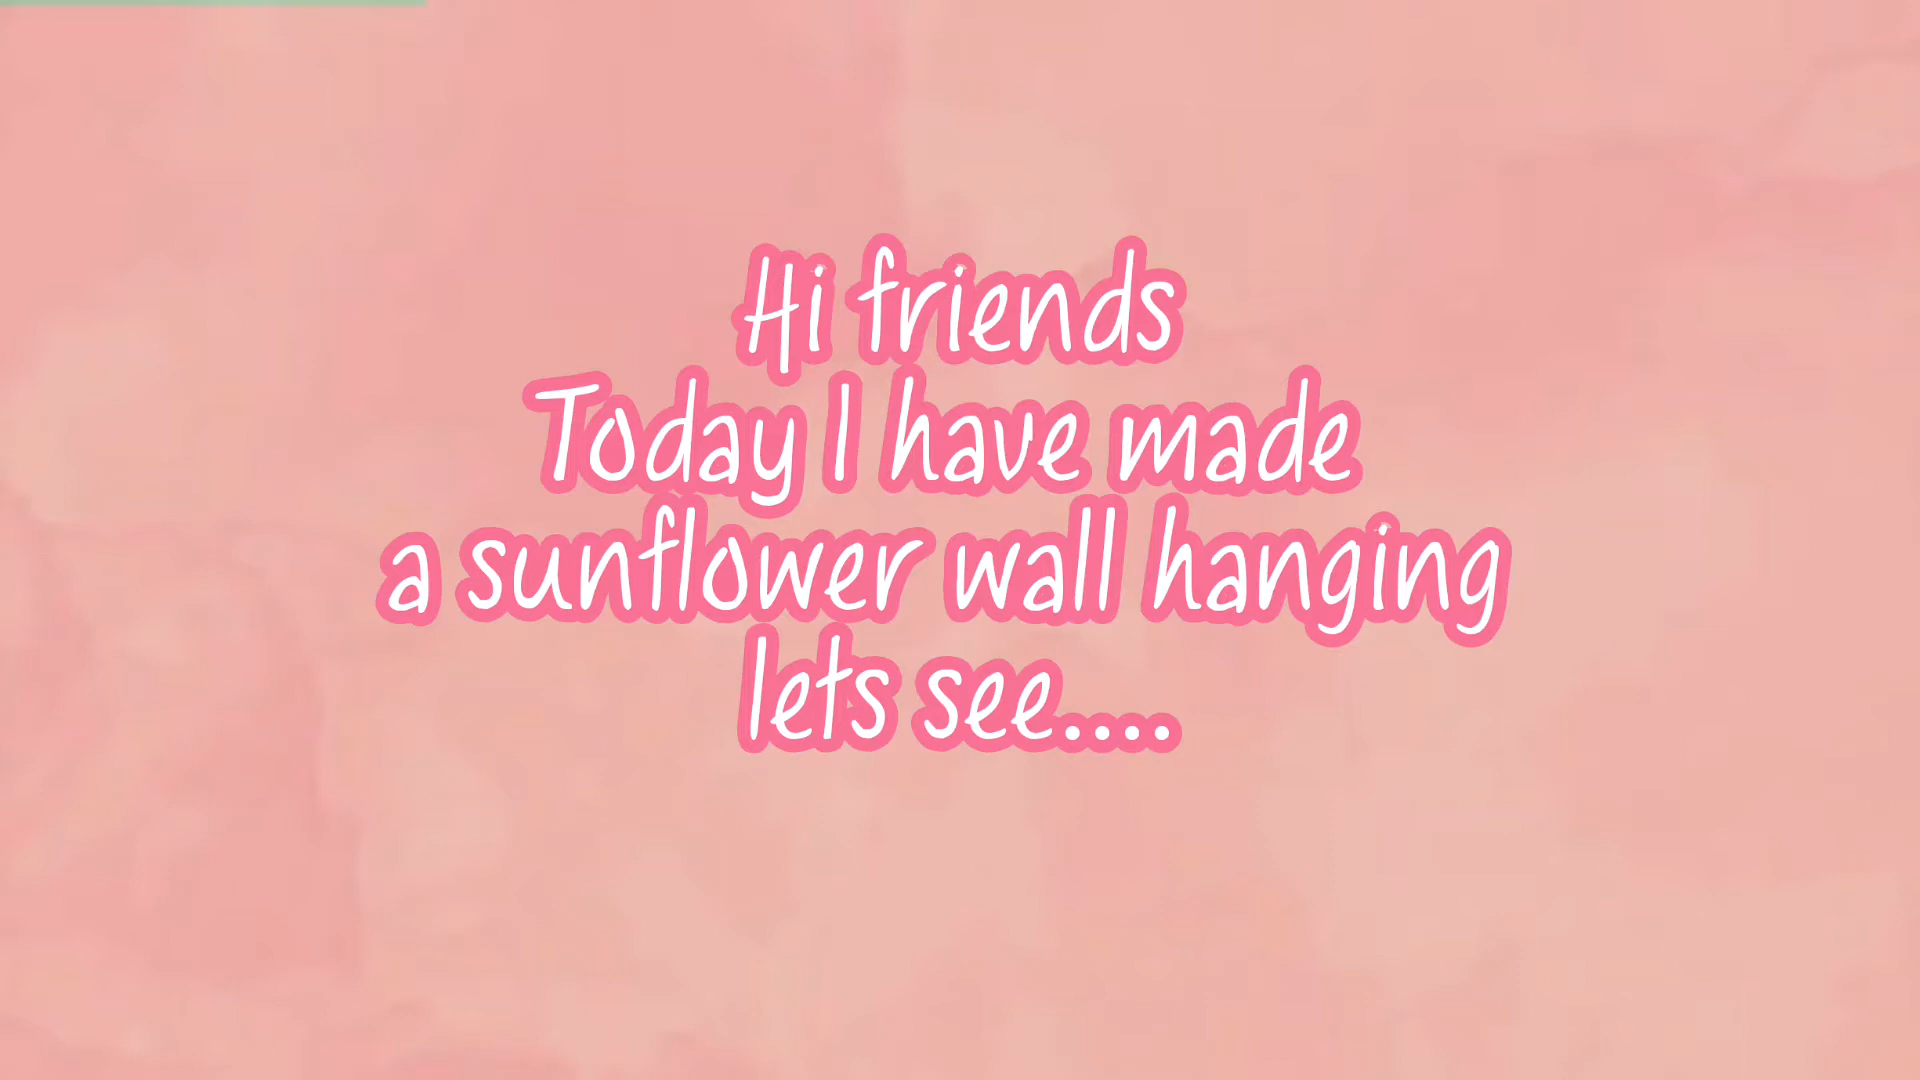 Hi friends
Today I have made
a sunflower wall hanging
lets see....